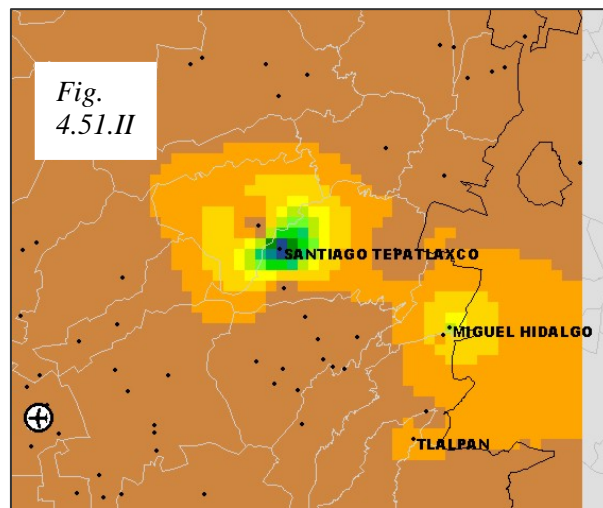 Fig.
4.51.II
SANTIAGO TEPATLAXCO
MIGUEL HIDALGO
TLALPAN